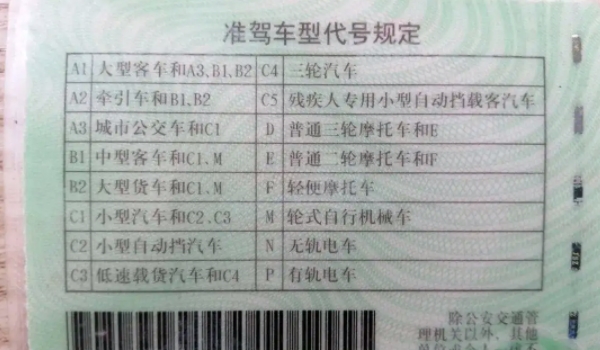 准驾车型代号规定
A1 大型客车和A3、B1、B2 C4 三轮汽车
A2 牵引车和B1、B2 C5 残疾人专用小型自动挡载客汽车
A3 城市公交车和C1 D 普通三轮摩托车和E
B1 中型客车和C1、M E 普通二轮摩托车和F
B2 大型货车和C1、M F 轻便摩托车
C1 小型汽车和C2、C3 M 轮式自行机械车
C2 小型自动挡汽车 N 无轨电车
C3 低速载货汽车和C4 P 有轨电车
除公安交通管
理机关以外、其他